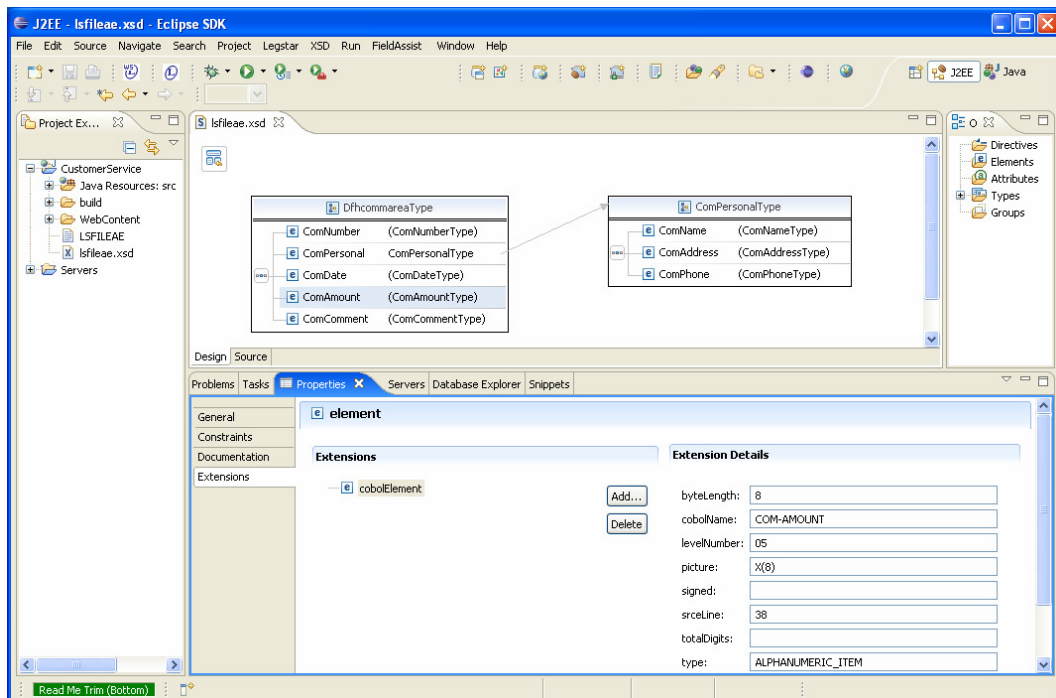 J2EE - lsfileae.xsd - Eclipse SDK
File Edit Source Navigate Search Project Legstar XSD Run FieldAssist Window Help
J2EE Java
Project Ex...
CustomerService
Java Resources: src
build
WebContent
LSFILEAE
lsfileae.xsd
Servers
lsfileae.xsd
DfhcommareaType
ComNumber (ComNumberType)
ComPersonal ComPersonalType
ComDate (ComDateType)
ComAmount (ComAmountType)
ComComment (ComCommentType)
ComPersonalType
ComName (ComNameType)
ComAddress (ComAddressType)
ComPhone (ComPhoneType)
Design Source
O
Directives
Elements
Attributes
Types
Groups
Problems Tasks Properties Servers Database Explorer Snippets
General
Constraints
Documentation
Extensions
element
Extensions
cobolElement
Add...
Delete
Extension Details
byteLength: 8
cobolName: COM-AMOUNT
levelNumber: 05
picture: X(8)
signed:
srceLine: 38
totalDigits:
type: ALPHANUMERIC_ITEM
Read Me Trim (Bottom)